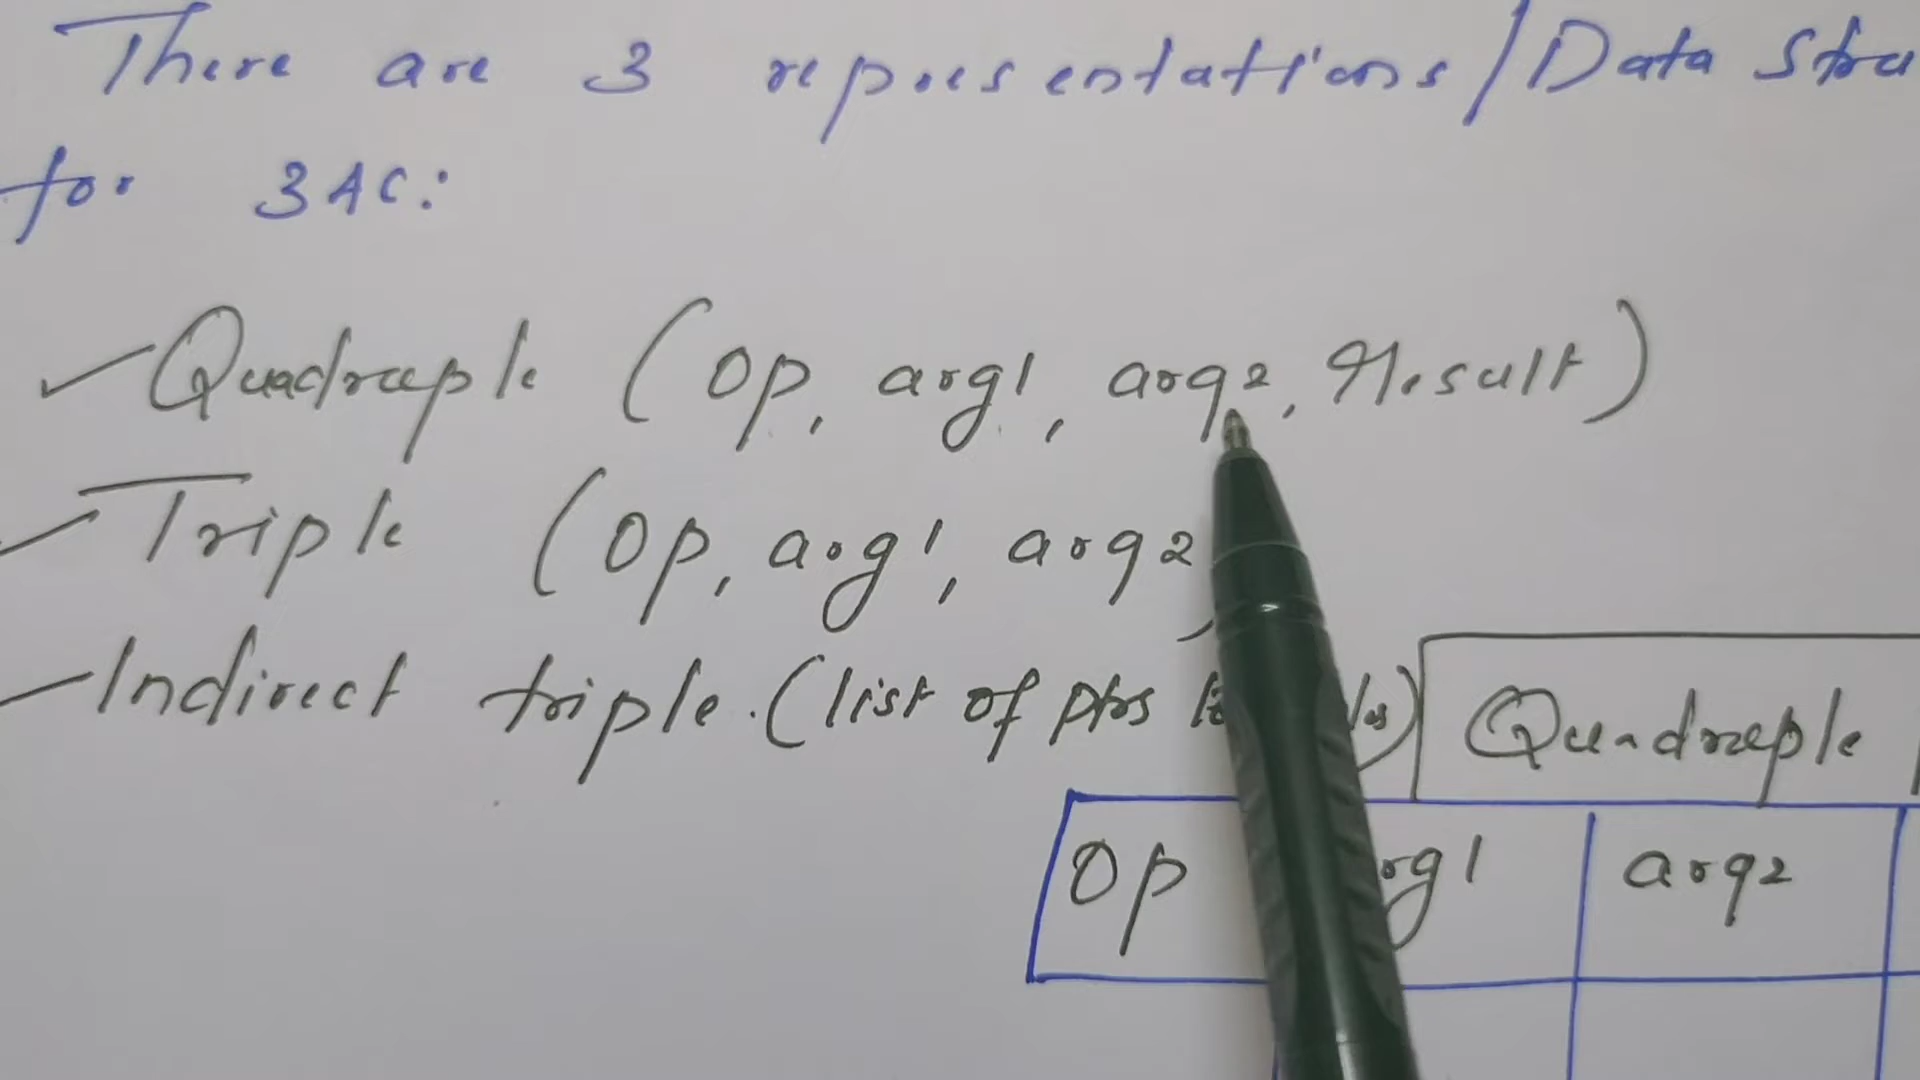 There are 3 representations / Data Stru
for 3AC:
Quadruple (Op, arg1, arg2, Result)
Triple (Op, arg1, arg2
Indirect triple. (list of ptrs
Quadruple
Op arg2